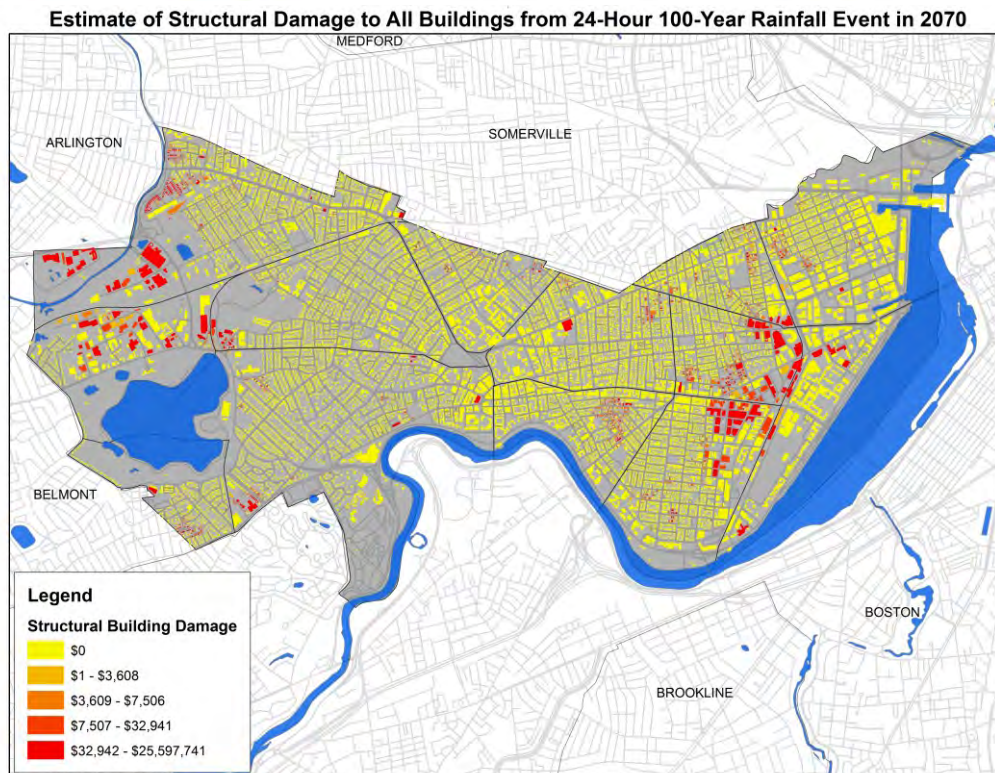 Estimate of Structural Damage to All Buildings from 24-Hour 100-Year Rainfall Event in 2070
MEDFORD
ARLINGTON
SOMERVILLE
BELMONT
BOSTON
BROOKLINE
Legend
Structural Building Damage
$0
$1 - $3,608
$3,609 - $7,506
$7,507 - $32,941
$32,942 - $25,597,741